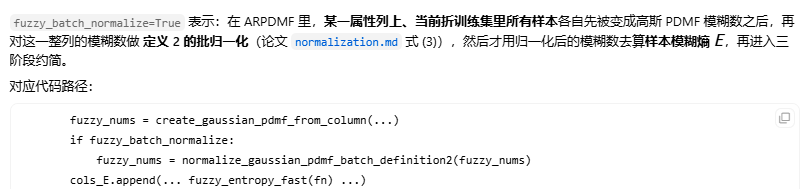 fuzzy_batch_normalize=True 表示：在 ARPDMF 里，某一属性列上、当前折训练集里所有样本各自先被变成高斯 PDMF 模糊数之后，再
对这一整列的模糊数做 定义 2 的批归一化（论文 normalization.md 式 (3)），然后才用归一化后的模糊数去算样本模糊熵 E，再进入三
阶段约简。
对应代码路径：
fuzzy_nums = create_gaussian_pdmf_from_column(...)
if fuzzy_batch_normalize:
    fuzzy_nums = normalize_gaussian_pdmf_batch_definition2(fuzzy_nums)
cols_E.append(... fuzzy_entropy_fast(fn) ...)